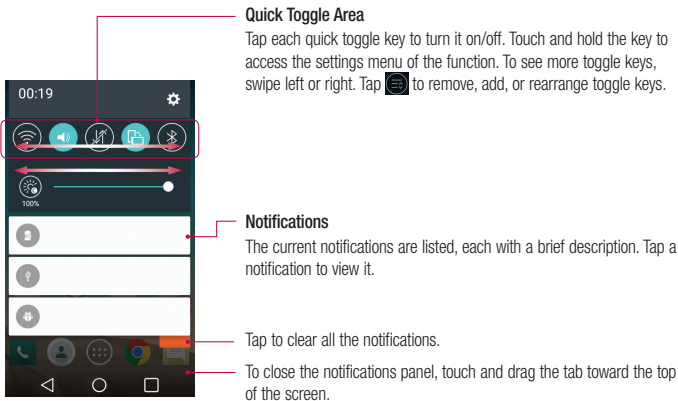 Quick Toggle Area
Tap each quick toggle key to turn it on/off. Touch and hold the key to
access the settings menu of the function. To see more toggle keys,
swipe left or right. Tap to remove, add, or rearrange toggle keys.
00:19
100%
Notifications
The current notifications are listed, each with a brief description. Tap a
notification to view it.
Tap to clear all the notifications.
To close the notifications panel, touch and drag the tab toward the top
of the screen.